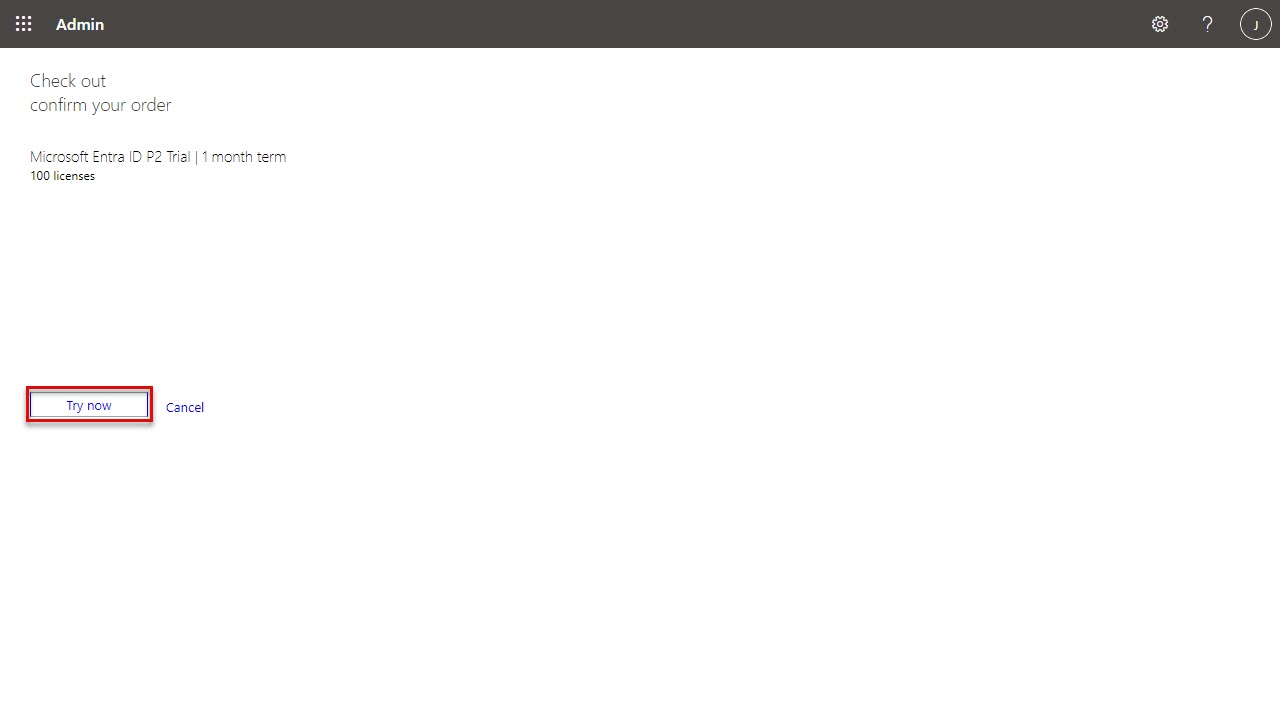 Admin
?
J
Check out
confirm your order
Microsoft Entra ID P2 Trial | 1 month term
100 licenses
Try now
Cancel